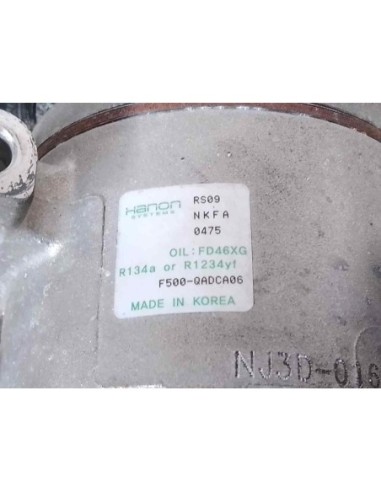 Hanon RS09
SYSTEMS NKFA
0475
OIL:FD46XG
R134a or R1234yf
F500-QADCA06
MADE IN KOREA
NJ3D-016